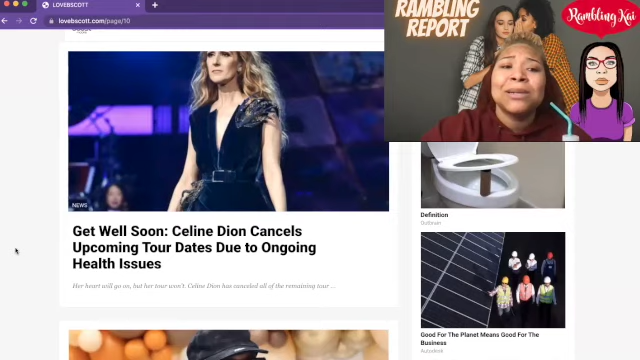 LOVEBSCOTT
lovebscott.com/page/10
RAMBLING
REPORT
Rambling Kai
NEWS
Get Well Soon: Celine Dion Cancels
Upcoming Tour Dates Due to Ongoing
Health Issues
Her heart will go on, but her tour won't. Celine Dion has canceled all of the remaining tour ...
Definition
Outbrain
Good For The Planet Means Good For The
Business
Autodesk